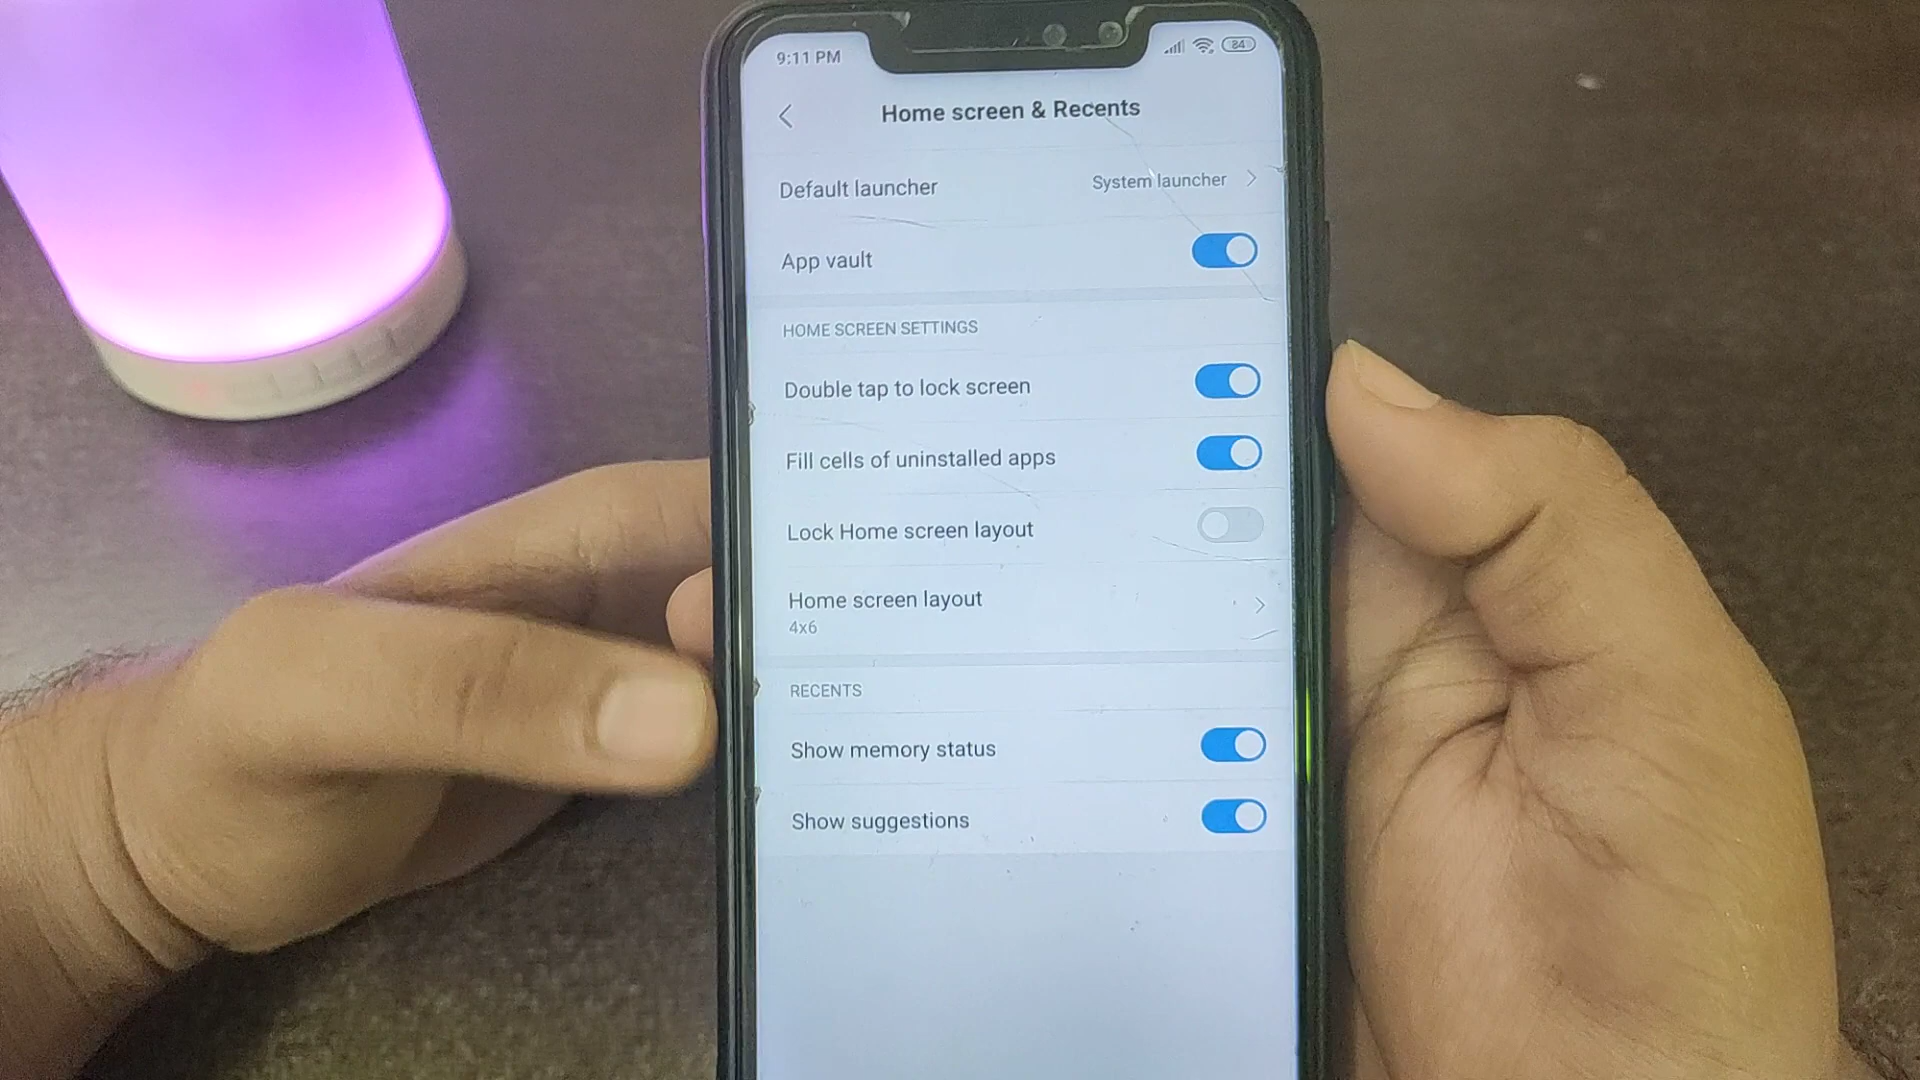 9:11 PM
84
Home screen & Recents
Default launcher
System launcher
App vault
HOME SCREEN SETTINGS
Double tap to lock screen
Fill cells of uninstalled apps
Lock Home screen layout
Home screen layout
4x6
RECENTS
Show memory status
Show suggestions